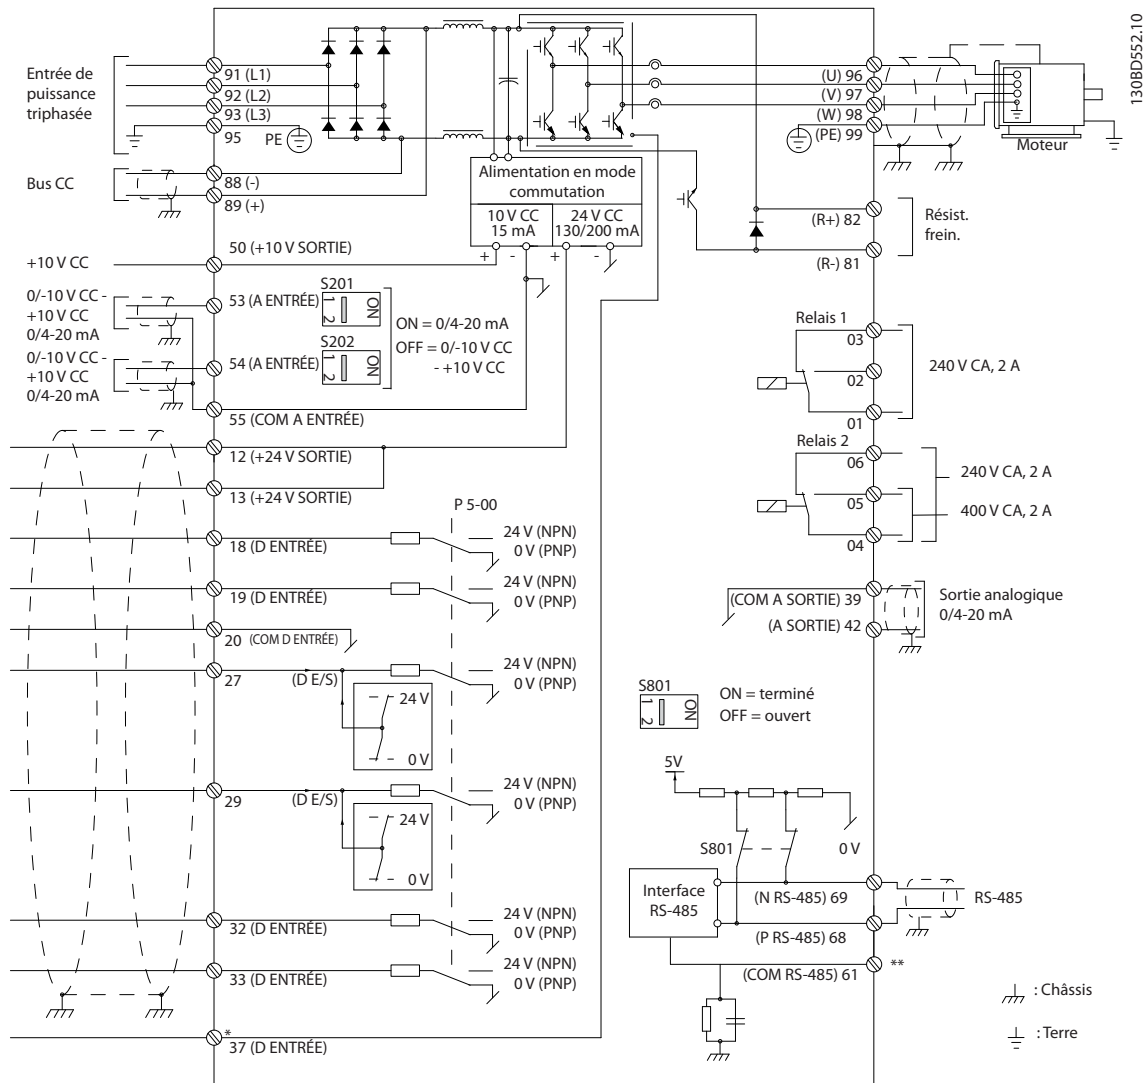 130BD552.10
Entrée de
puissance
triphasée
91 (L1)
92 (L2)
93 (L3)
95
PE
Bus CC
88 (-)
89 (+)
+10 V CC
50 (+10 V SORTIE)
0/-10 V CC -
+10 V CC
0/4-20 mA
53 (A ENTRÉE)
S201
1
2
ON
0/-10 V CC -
+10 V CC
0/4-20 mA
54 (A ENTRÉE)
S202
1
2
ON
ON = 0/4-20 mA
OFF = 0/-10 V CC
- +10 V CC
55 (COM A ENTRÉE)
12 (+24 V SORTIE)
13 (+24 V SORTIE)
P 5-00
18 (D ENTRÉE)
24 V (NPN)
0 V (PNP)
19 (D ENTRÉE)
24 V (NPN)
0 V (PNP)
20 (COM D ENTRÉE)
27
(D E/S)
24 V (NPN)
0 V (PNP)
24 V
0 V
29
(D E/S)
24 V (NPN)
0 V (PNP)
24 V
0 V
32 (D ENTRÉE)
24 V (NPN)
0 V (PNP)
33 (D ENTRÉE)
24 V (NPN)
0 V (PNP)
*
37 (D ENTRÉE)
Alimentation en mode
commutation
10 V CC
15 mA
24 V CC
130/200 mA
+ - + -
(U) 96
(V) 97
(W) 98
(PE) 99
Moteur
(R+) 82
(R-) 81
Résist.
frein.
Relais 1
03
02
01
240 V CA, 2 A
Relais 2
06
05
04
240 V CA, 2 A
400 V CA, 2 A
(COM A SORTIE) 39
(A SORTIE) 42
Sortie analogique
0/4-20 mA
S801
1
2
ON
ON = terminé
OFF = ouvert
5V
S801
0 V
Interface
RS-485
(N RS-485) 69
(P RS-485) 68
(COM RS-485) 61
RS-485
**
: Châssis
: Terre